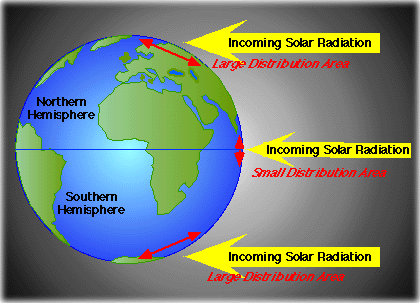 Incoming Solar Radiation
Large Distribution Area
Northern
Hemisphere
Incoming Solar Radiation
Small Distribution Area
Southern
Hemisphere
Incoming Solar Radiation
Large Distribution Area